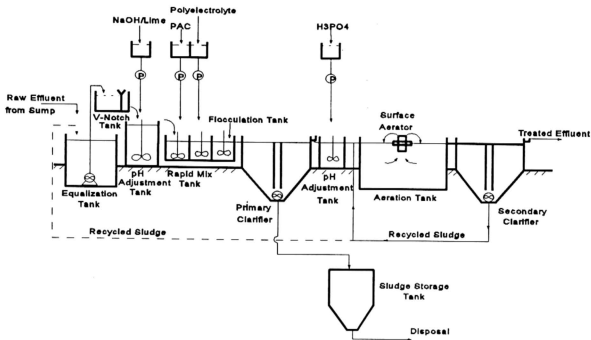 Polyelectrolyte
NaOH/Lime
PAC
H3PO4
P
P
P
P
Raw Effluent
from Sump
V-Notch
Tank
Flocculation Tank
Surface
Aerator
Treated Effluent
Equalization
Tank
pH
Adjustment
Tank
Rapid Mix
Tank
Primary
Clarifier
pH
Adjustment
Tank
Aeration Tank
Secondary
Clarifier
Recycled Sludge
Recycled Sludge
Sludge Storage
Tank
Disposal